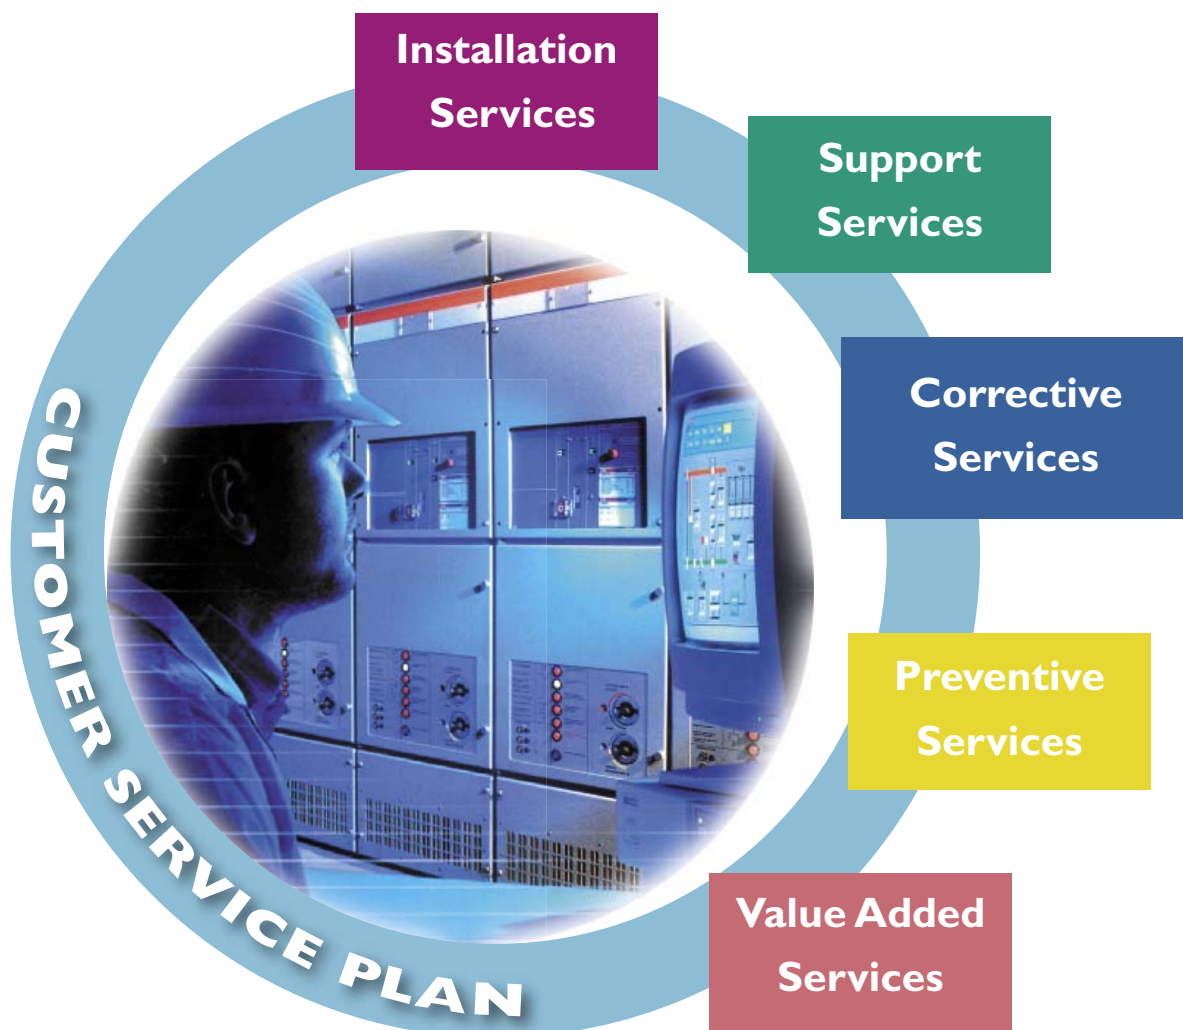 Installation
Services
Support
Services
Corrective
Services
Preventive
Services
Value Added
Services
CUSTOMER SERVICE PLAN